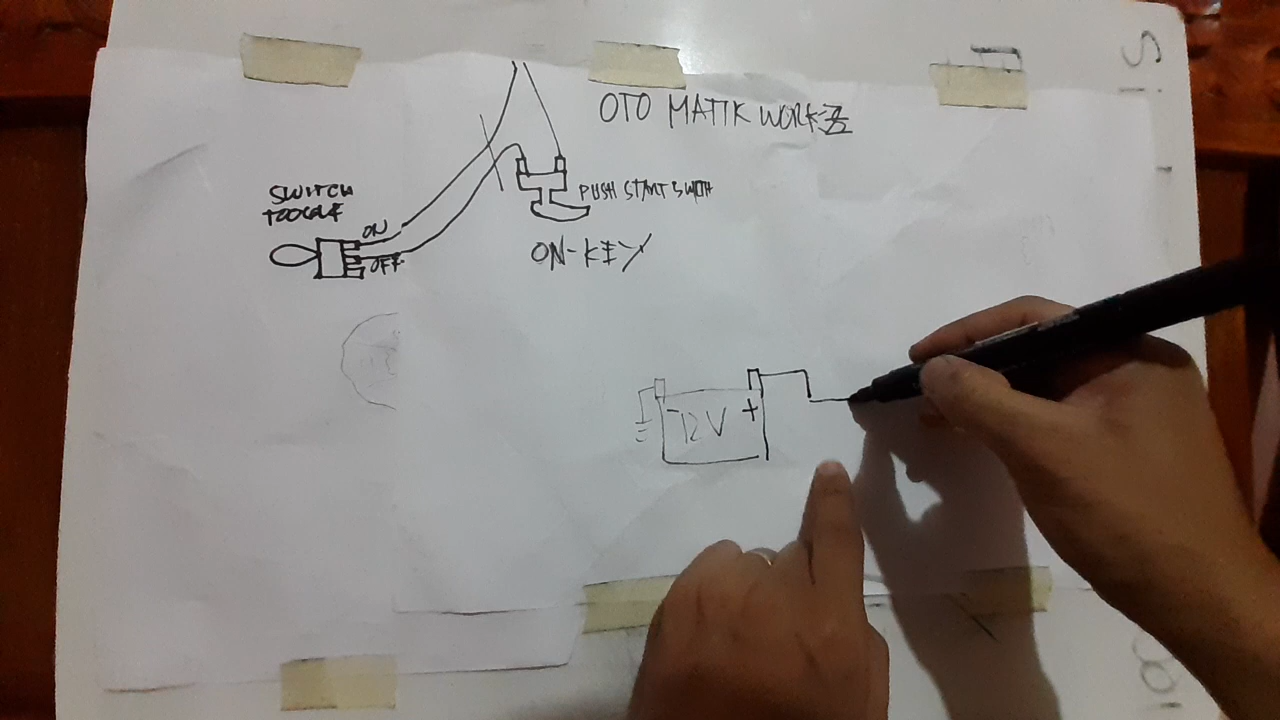 OTO MATIK WORKZ
SWITCH
TOGGLE
ON
OFF
PUSH START SWITH
ON-KEY
12V
+